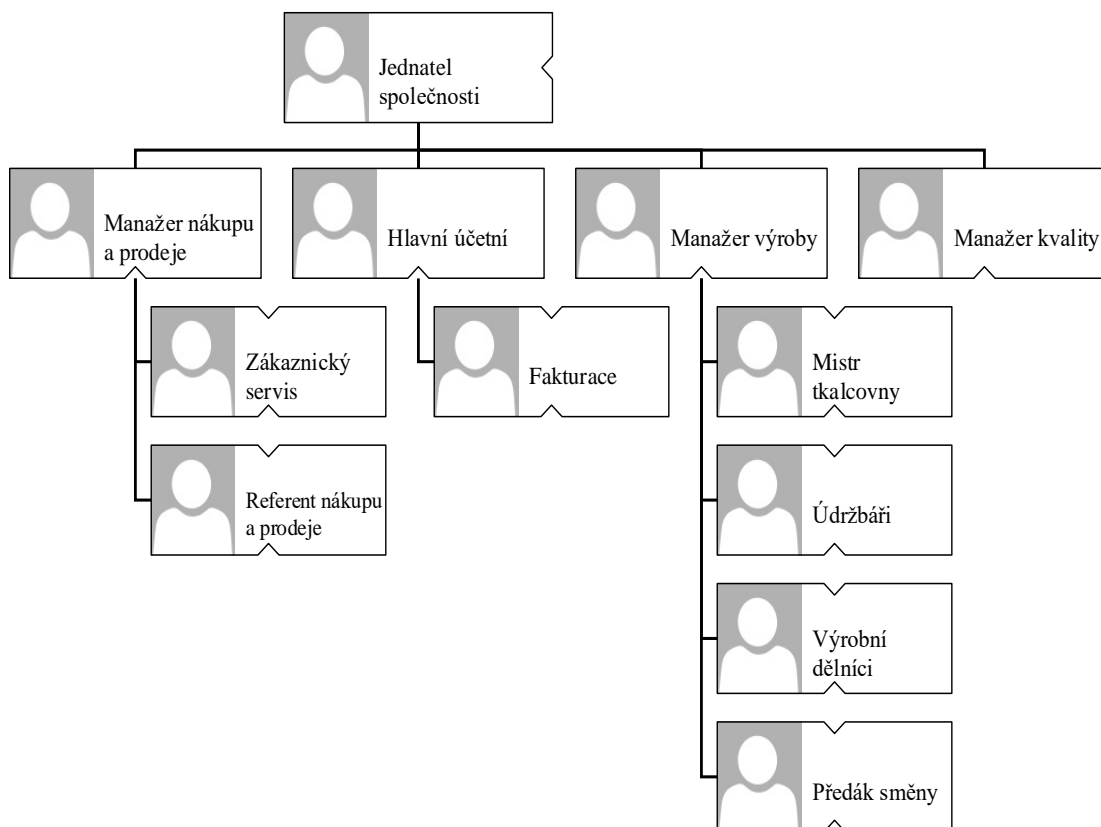 Jednatel
společnosti
Manažer nákupu
a prodeje
Hlavní účetní
Manažer výroby
Manažer kvality
Zákaznický
servis
Fakturace
Mistr
tkalcovny
Referent nákupu
a prodeje
Údržbáři
Výrobní
dělníci
Předák směny